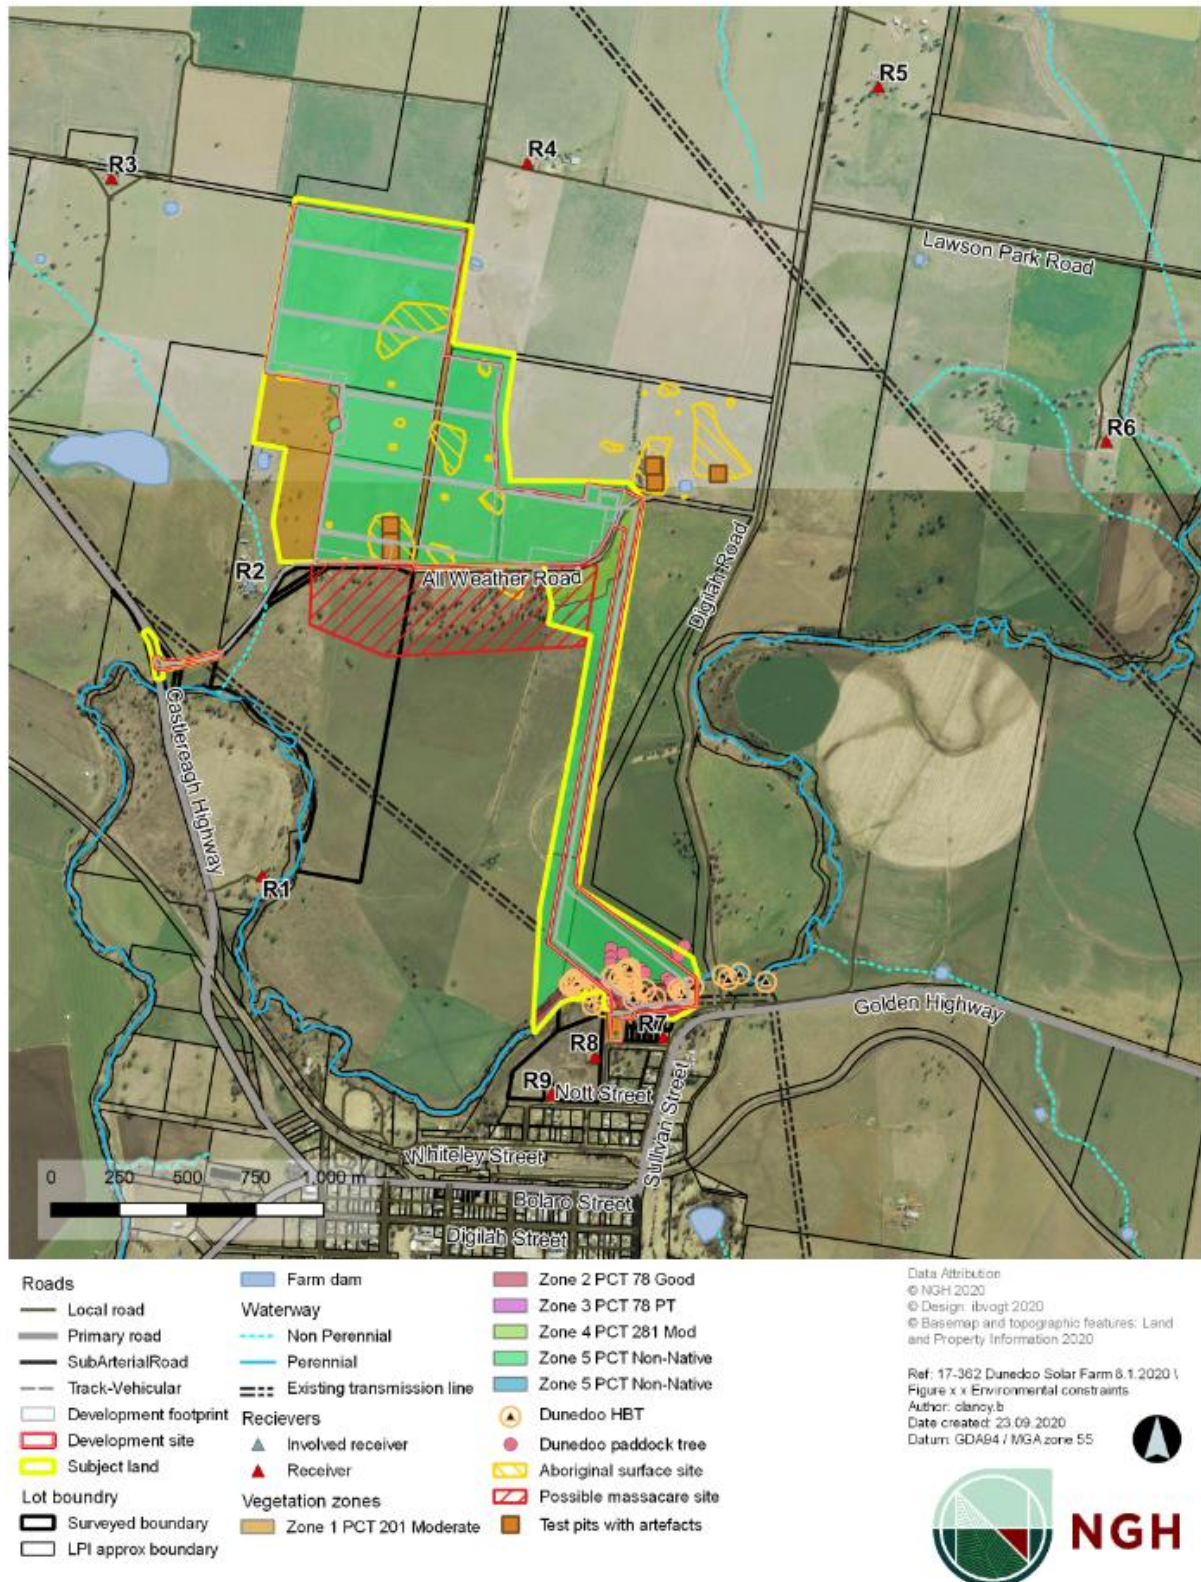 R5
R3
R4
Lawson Park Road
R6
R2
All Weather Road
Digilah Road
Castlereagh Highway
R1
Golden Highway
R7
R8
R9
Nott Street
Sullivan Street
Whiteley Street
0 250 500 750 1,000 m
Bolaro Street
Digilah Street
Roads
Local road
Primary road
SubArterialRoad
Track-Vehicular
Development footprint
Development site
Subject land
Lot boundry
Surveyed boundary
LPI approx boundary
Farm dam
Waterway
Non Perennial
Perennial
Existing transmission line
Recievers
Involved receiver
Receiver
Vegetation zones
Zone 1 PCT 201 Moderate
Zone 2 PCT 78 Good
Zone 3 PCT 78 PT
Zone 4 PCT 281 Mod
Zone 5 PCT Non-Native
Zone 5 PCT Non-Native
Dunedoo HBT
Dunedoo paddock tree
Aboriginal surface site
Possible massacare site
Test pits with artefacts
Data Attribution
© NGH 2020
© Design: ibvogt 2020
© Basemap and topographic features: Land
and Property Information 2020
Ref: 17-362 Dunedoo Solar Farm 8.1.2020 \
Figure x x Environmental constraints
Author: clancy.b
Date created: 23.09.2020
Datum: GDA94 / MGA zone 55
NGH